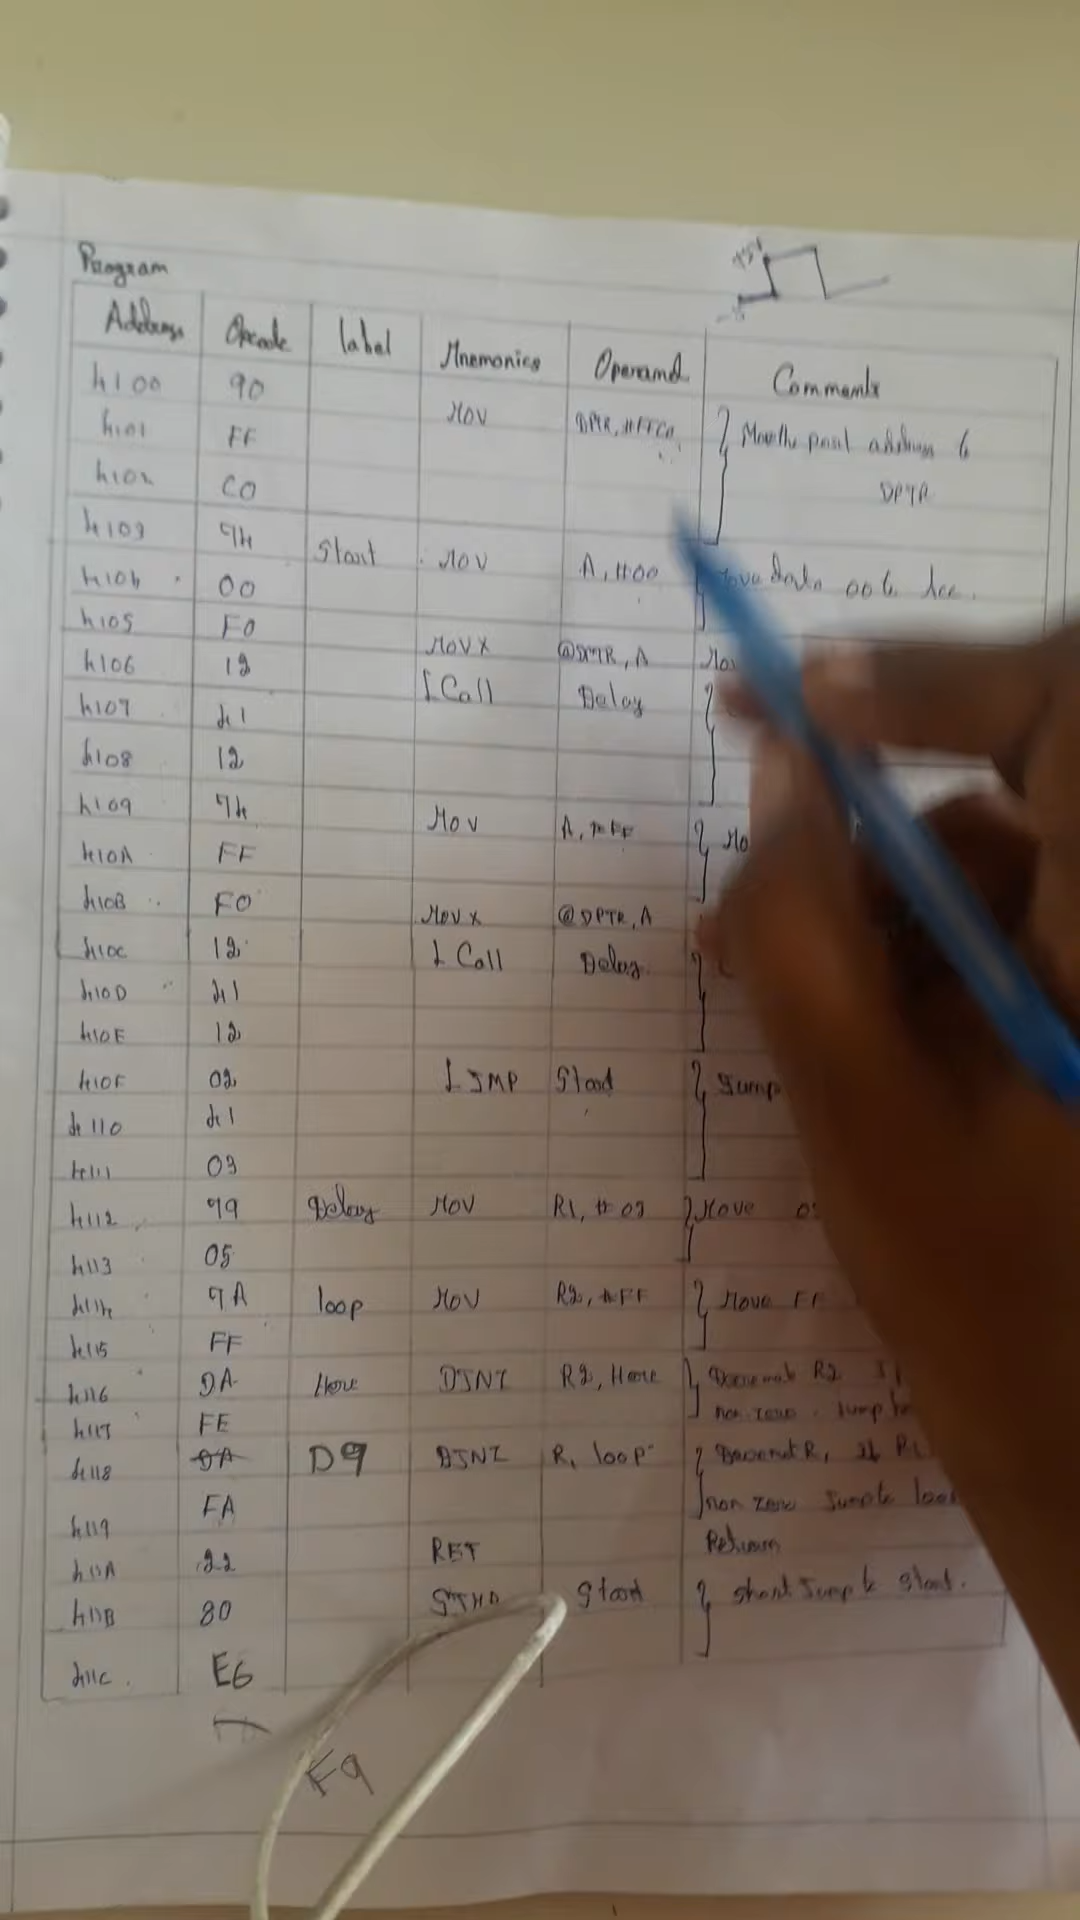 Program
Address Opcode label Mnemonics Operand Comments
4100 90 MOV DPTR, #FFC0 Move the port address to
4101 FF DPTR
4102 C0
4103 74 Start MOV A, #00 data 00 to Acc.
4104 00
4105 F0 MOVX @DPTR, A
4106 12 LCall Delay
4107 41
4108 12
4109 74 MOV A, #FF
410A FF
410B F0 MOVX @DPTR, A
410C 12 LCall Delay
410D 41
410E 12
410F 02 LJMP Start Jump
4110 41
4111 03
4112 79 Delay MOV R1, #05 Move
4113 05
4114 7A loop MOV R2, #FF Move FF
4115 FF
4116 DA Here DJNZ R2, Here Decrement R2
4117 FE non zero. Jump to
4118 DA D9 DJNZ R, loop Decrement R, If R1
4119 FA non zero Jump to loop
411A 22 RET Return
411B 80 SJMP Start Short Jump to Start.
411C E6
F9